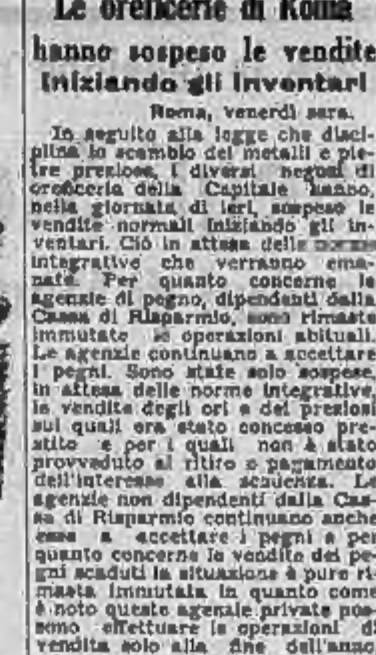 Le oreficerie di Roma
hanno sospeso le vendite
iniziando gli inventari
Roma, venerdì sera.
In seguito alla legge che disci-
plina lo scambio dei metalli e pie-
tre preziose, i diversi negozi di
oreficeria della Capitale hanno,
nella giornata di ieri, sospeso le
vendite normali iniziando gli in-
ventari. Ciò in attesa delle norme
integrative che verranno ema-
nate. Per quanto concerne le
agenzie di pegno, dipendenti dalla
Cassa di Risparmio, sono rimaste
immutate le operazioni abituali.
Le agenzie continuano a accettare
i pegni. Sono state solo sospese,
in attesa delle norme integrative,
le vendite degli ori e dei preziosi
sui quali era stato concesso pre-
stito e per i quali non è stato
provveduto al ritiro o pagamento
dell'interesse alla scadenza. Le
agenzie non dipendenti dalla Cas-
sa di Risparmio continuano anche
esse a accettare i pegni e per
quanto concerne le vendite dei pe-
gni scaduti la situazione è pure ri-
masta immutata in quanto come
è noto queste agenzie private pos-
sono effettuare le operazioni di
vendita solo alla fine dell'anno